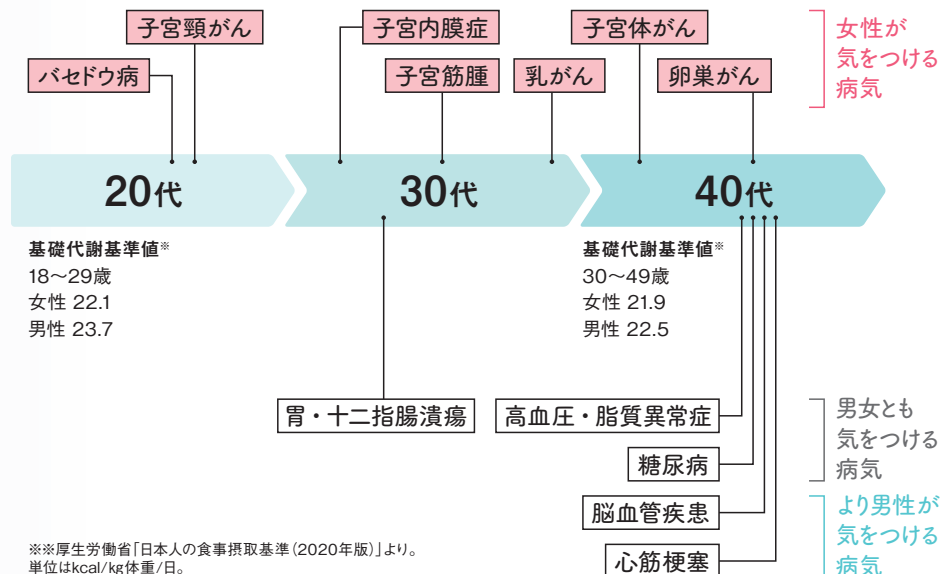 子宮頸がん
子宮内膜症
子宮体がん
女性が
気をつける
病気
バセドウ病
子宮筋腫
乳がん
卵巣がん
20代
30代
40代
基礎代謝基準値※
18〜29歳
女性 22.1
男性 23.7
基礎代謝基準値※
30〜49歳
女性 21.9
男性 22.5
胃・十二指腸潰瘍
高血圧・脂質異常症
糖尿病
男女とも
気をつける
病気
脳血管疾患
心筋梗塞
より男性が
気をつける
病気
※※厚生労働省「日本人の食事摂取基準（2020年版）」より。
単位はkcal/kg体重/日。